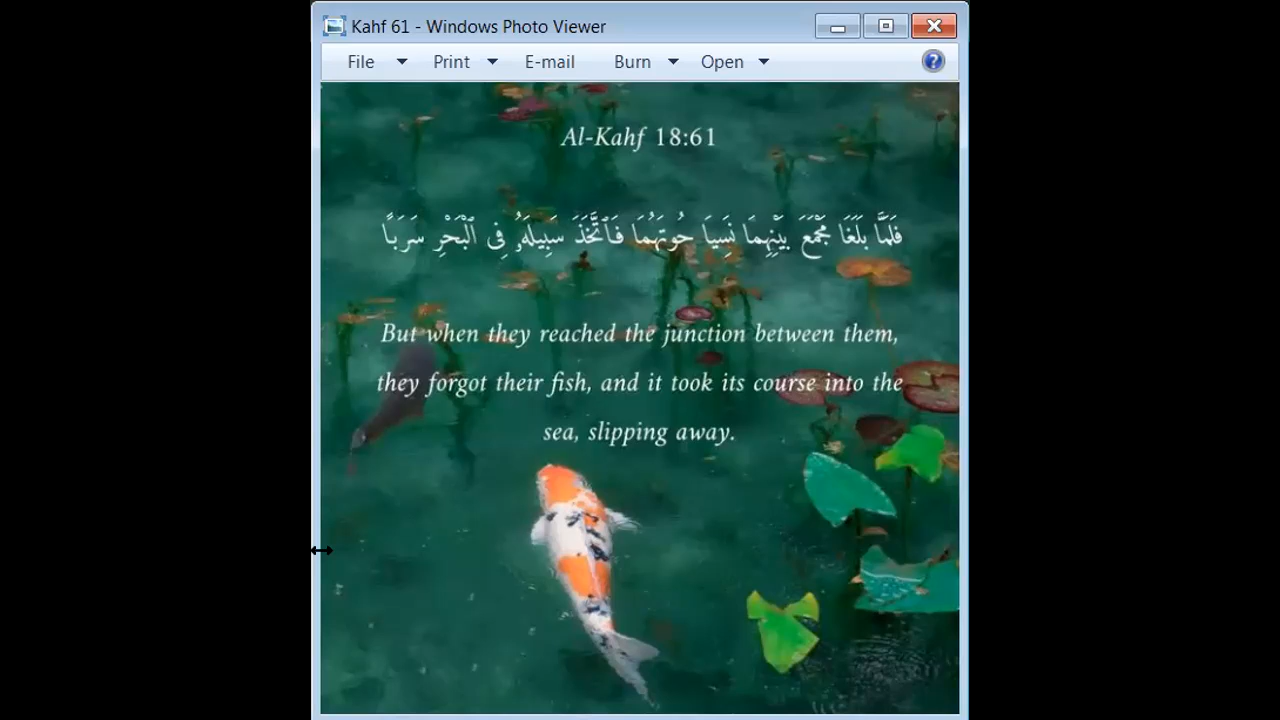 Kahf 61 - Windows Photo Viewer
File Print E-mail Burn Open
Al-Kahf 18:61
فَلَمَّا بَلَغَا مَجْمَعَ بَيْنِهِمَا نَسِيَا حُوتَهُمَا فَٱتَّخَذَ سَبِيلَهُۥ فِى ٱلْبَحْرِ سَرَبًا
But when they reached the junction between them,
they forgot their fish, and it took its course into the
sea, slipping away.